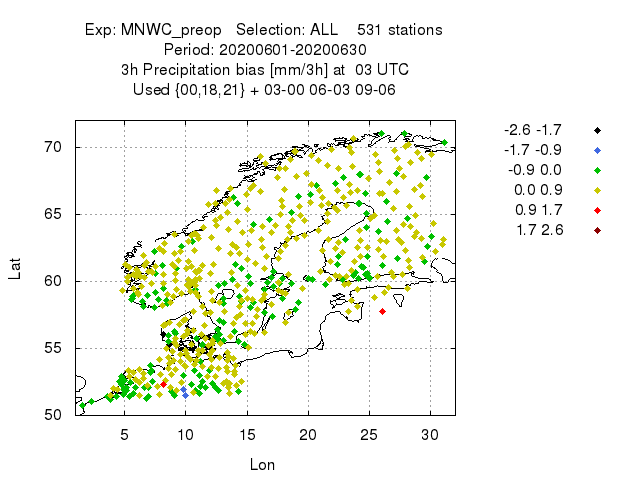 Exp: MNWC_preop   Selection: ALL    531 stations
Period: 20200601-20200630
3h Precipitation bias [mm/3h] at  03 UTC
Used {00,18,21} + 03-00 06-03 09-06
-2.6 -1.7
-1.7 -0.9
-0.9 0.0
0.0 0.9
0.9 1.7
1.7 2.6
Lat
70
65
60
55
50
5 10 15 20 25 30
Lon